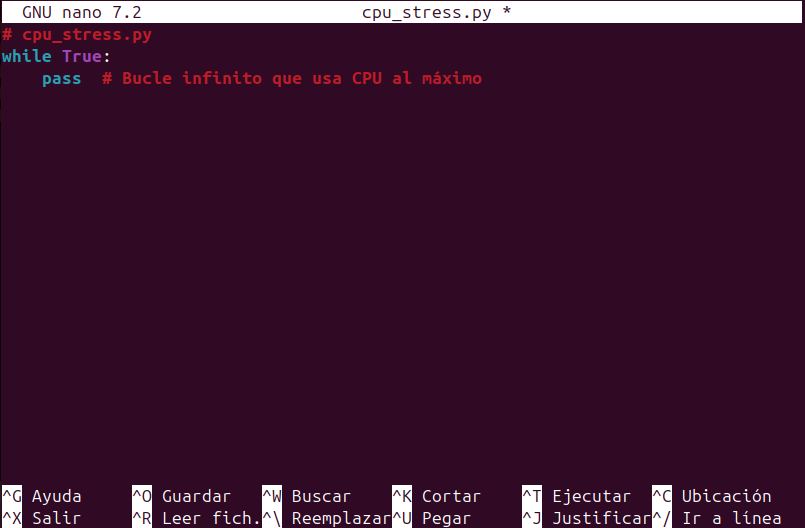 GNU nano 7.2 cpu_stress.py *
# cpu_stress.py
while True:
    pass  # Bucle infinito que usa CPU al máximo
^G Ayuda ^O Guardar ^W Buscar ^K Cortar ^T Ejecutar ^C Ubicación
^X Salir ^R Leer fich. ^\ Reemplazar ^U Pegar ^J Justificar ^/ Ir a línea